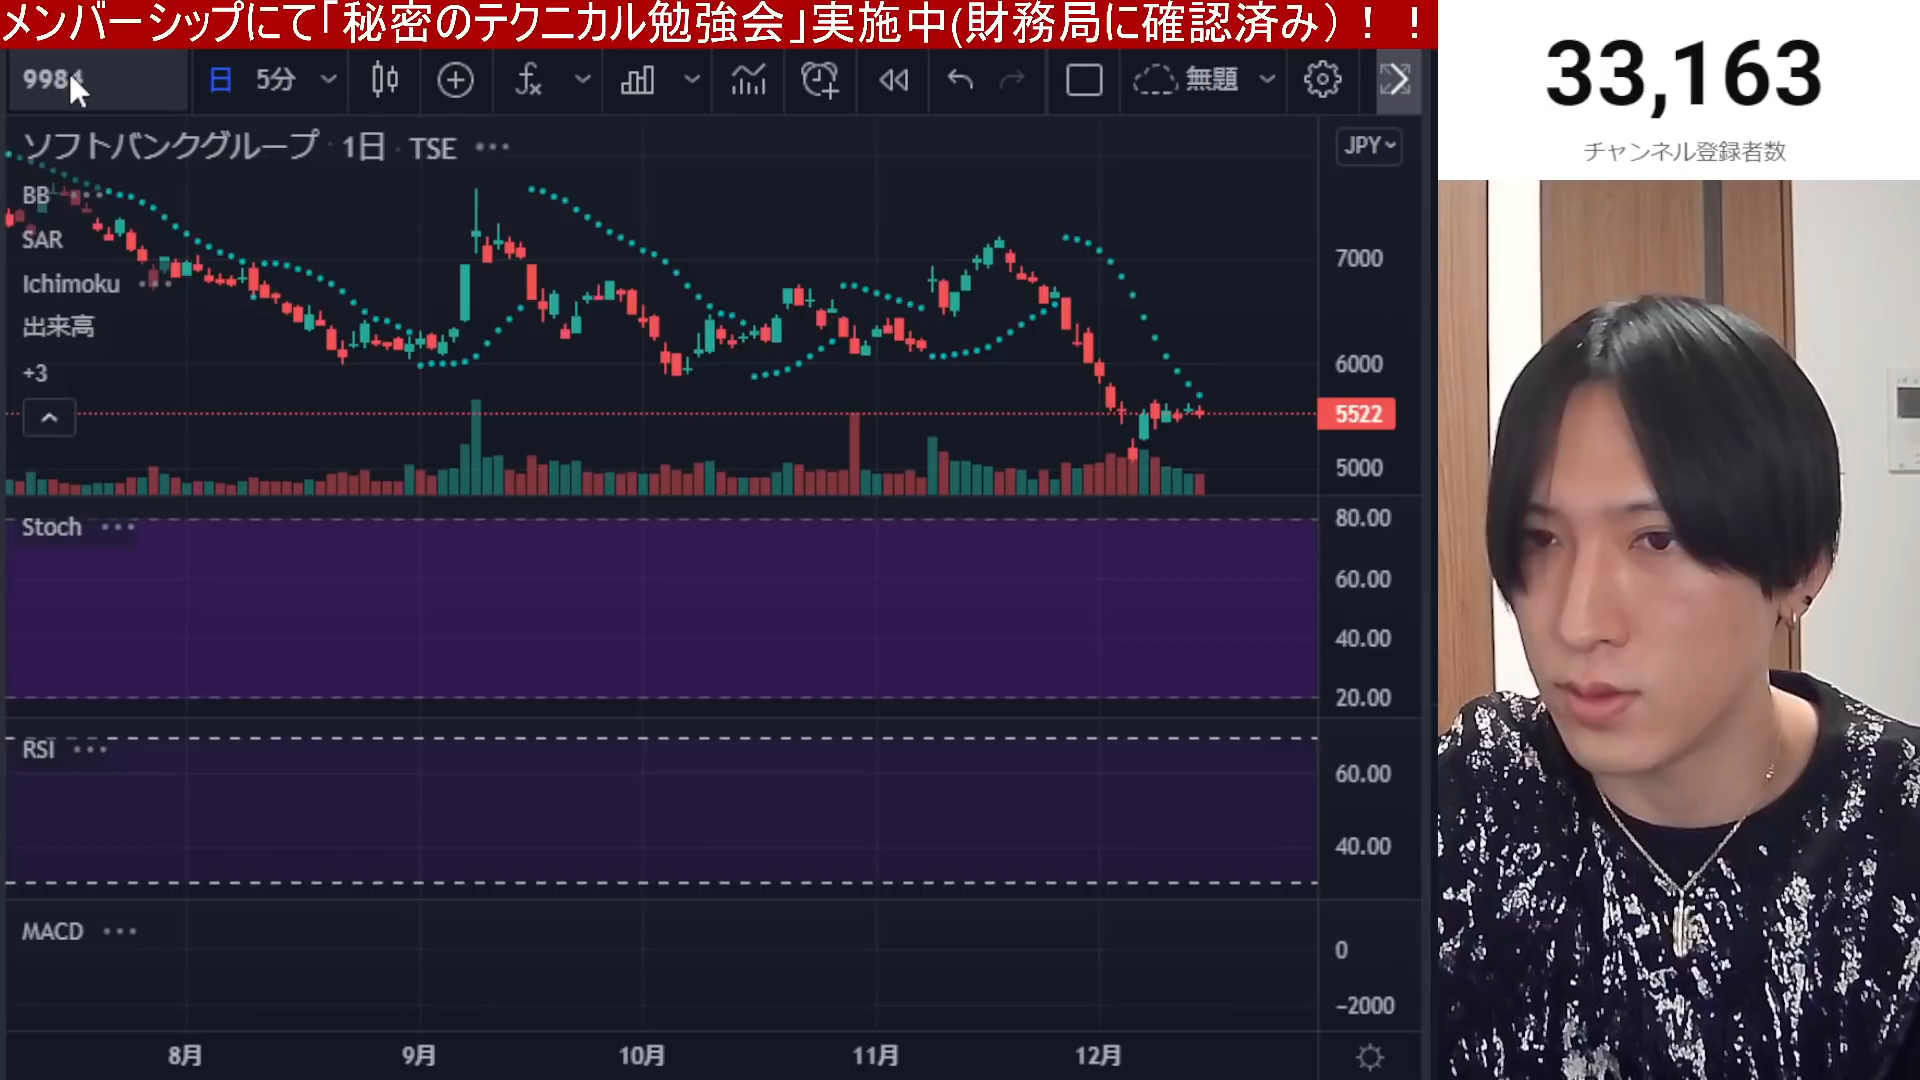 メンバーシップにて「秘密のテクニカル勉強会」実施中(財務局に確認済み）！！
33,163
チャンネル登録者数
9984
日 5分
無題
ソフトバンクグループ · 1日 · TSE
JPY
BB
SAR
Ichimoku
出来高
+3
7000
6000
5522
5000
Stoch
80.00
60.00
40.00
20.00
RSI
60.00
40.00
MACD
0
−2000
8月 9月 10月 11月 12月